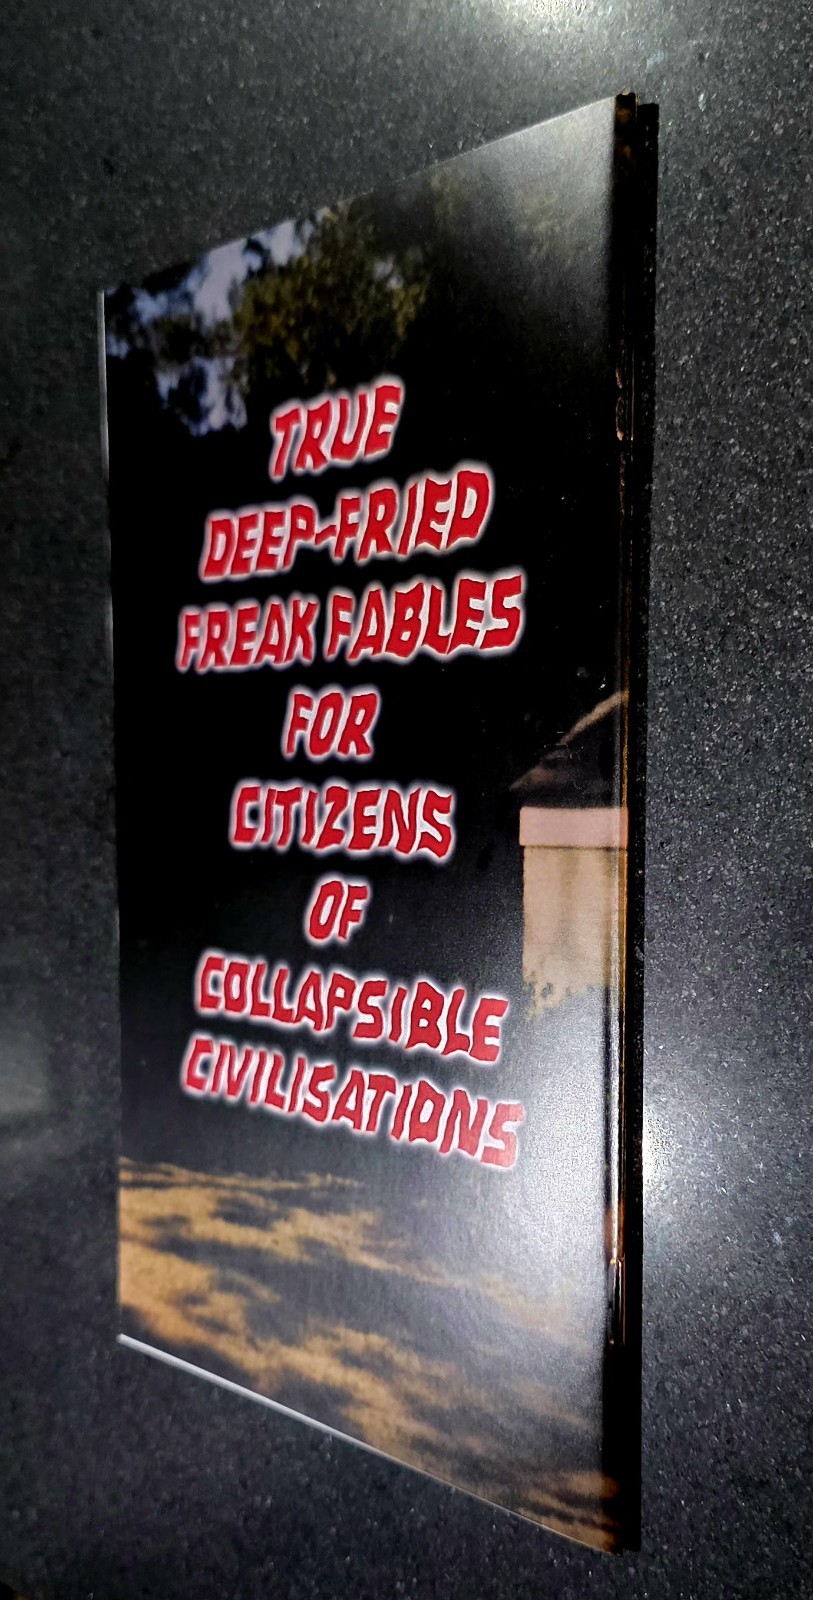 TRUE
DEEP-FRIED
FREAK FABLES
FOR
CITIZENS
OF
COLLAPSIBLE
CIVILISATIONS